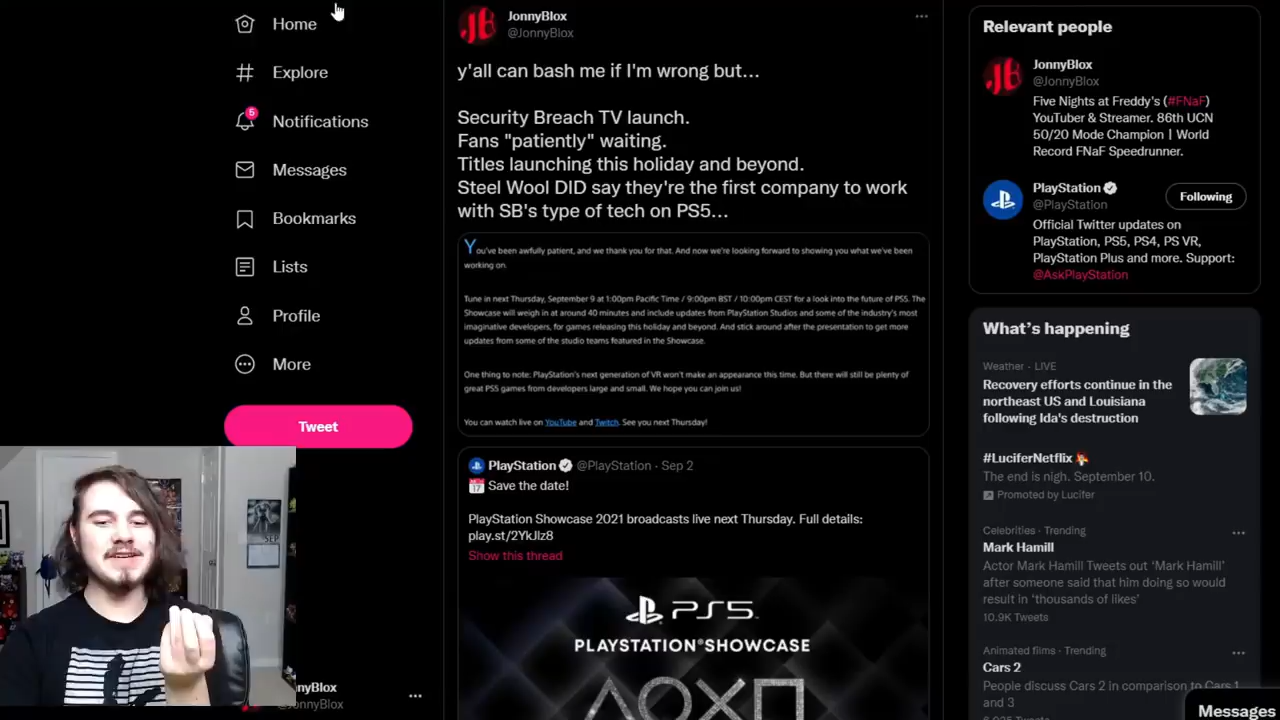 Home
Explore
5
Notifications
Messages
Bookmarks
Lists
Profile
More
Tweet
JonnyBlox
@JonnyBlox
y'all can bash me if I'm wrong but...
Security Breach TV launch.
Fans "patiently" waiting.
Titles launching this holiday and beyond.
Steel Wool DID say they're the first company to work
with SB's type of tech on PS5...
You've been awfully patient, and we thank you for that. And now we're looking forward to showing you what we've been
working on.
Tune in next Thursday, September 9 at 1:00pm Pacific Time / 9:00pm BST / 10:00pm CEST for a look into the future of PS5. The
Showcase will weigh in at around 40 minutes and include updates from PlayStation Studios and some of the industry's most
imaginative developers, for games releasing this holiday and beyond. And stick around after the presentation to get more
updates from some of the studio teams featured in the Showcase.
One thing to note: PlayStation's next generation of VR won't make an appearance this time. But there will still be plenty of
great PS5 games from developers large and small. We hope you can join us!
You can watch live on YouTube and Twitch. See you next Thursday!
PlayStation @PlayStation · Sep 2
17 Save the date!
PlayStation Showcase 2021 broadcasts live next Thursday. Full details:
play.st/2YkJlz8
Show this thread
PS5
PLAYSTATION®SHOWCASE
nnyBlox
JonnyBlox
Relevant people
JonnyBlox
@JonnyBlox
Five Nights at Freddy's (#FNaF)
YouTuber & Streamer. 86th UCN
50/20 Mode Champion | World
Record FNaF Speedrunner.
PlayStation
@PlayStation
Following
Official Twitter updates on
PlayStation, PS5, PS4, PS VR,
PlayStation Plus and more. Support:
@AskPlayStation
What's happening
Weather · LIVE
Recovery efforts continue in the
northeast US and Louisiana
following Ida's destruction
#LuciferNetflix
The end is nigh. September 10.
Promoted by Lucifer
Celebrities · Trending
Mark Hamill
Actor Mark Hamill Tweets out 'Mark Hamill'
after someone said that him doing so would
result in 'thousands of likes'
10.9K Tweets
Animated films · Trending
Cars 2
People discuss Cars 2 in comparison to Cars 1
and 3
Messages